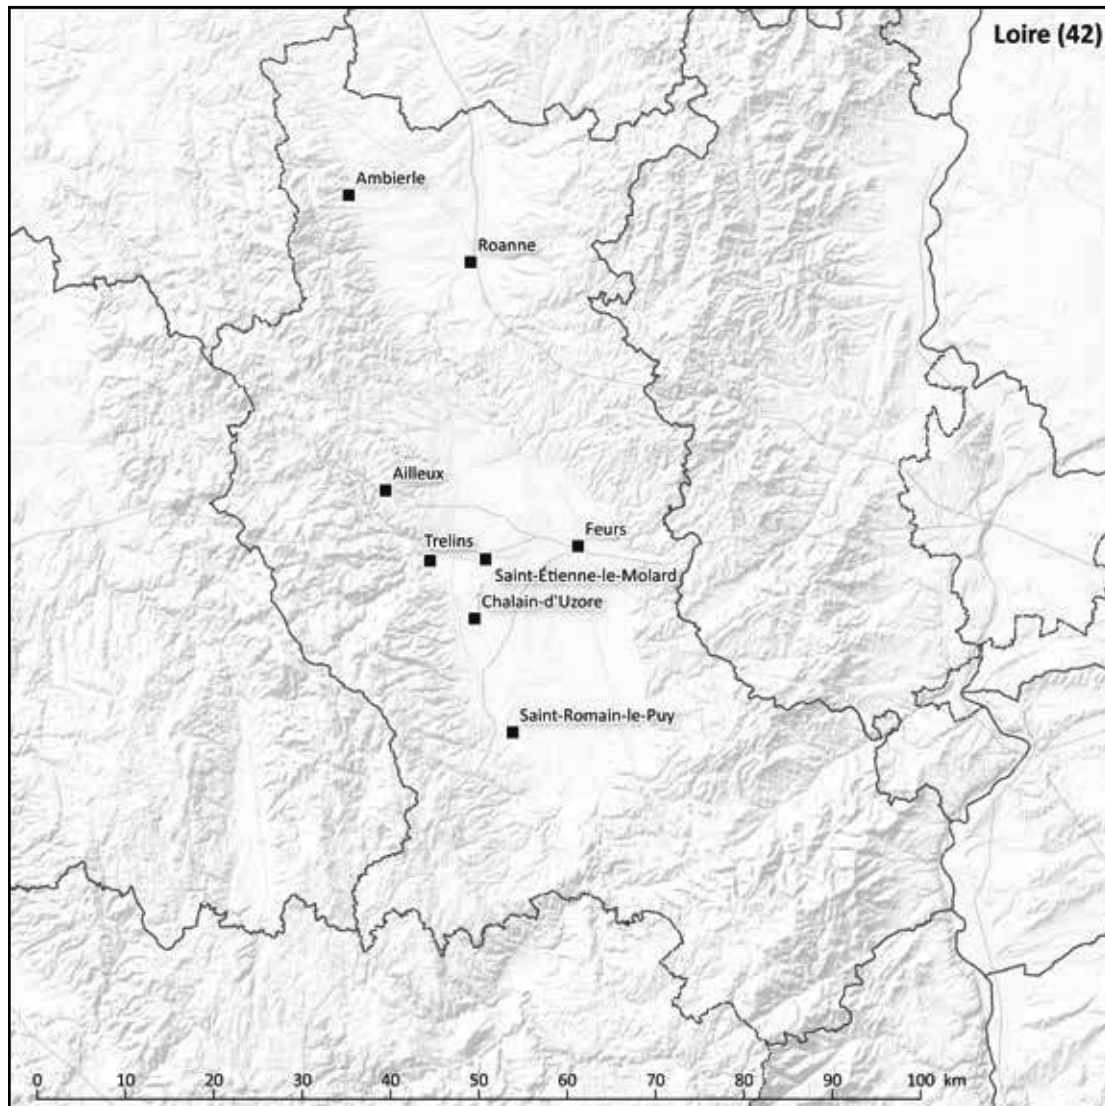 Loire (42)
Ambierle
Roanne
Ailleux
Feurs
Trelins
Saint-Étienne-le-Molard
Chalain-d'Uzore
Saint-Romain-le-Puy
0 10 20 30 40 50 60 70 80 90 100 km